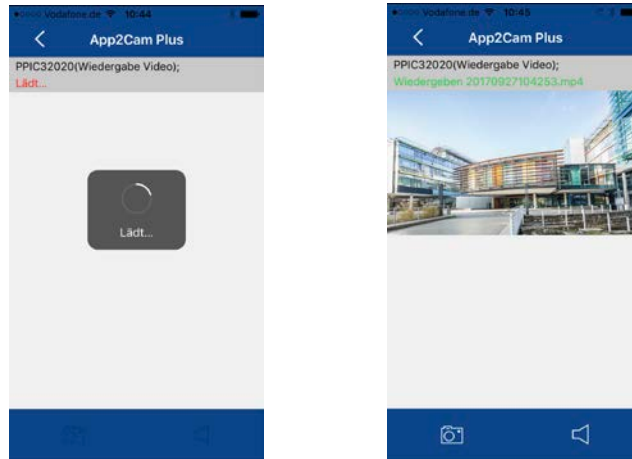 vodafone.de 10:44
App2Cam Plus
PPIC32020(Wiedergabe Video);
Lädt...
Lädt...
vodafone.de 10:45
App2Cam Plus
PPIC32020(Wiedergabe Video);
Wiedergeben 20170927104253.mp4